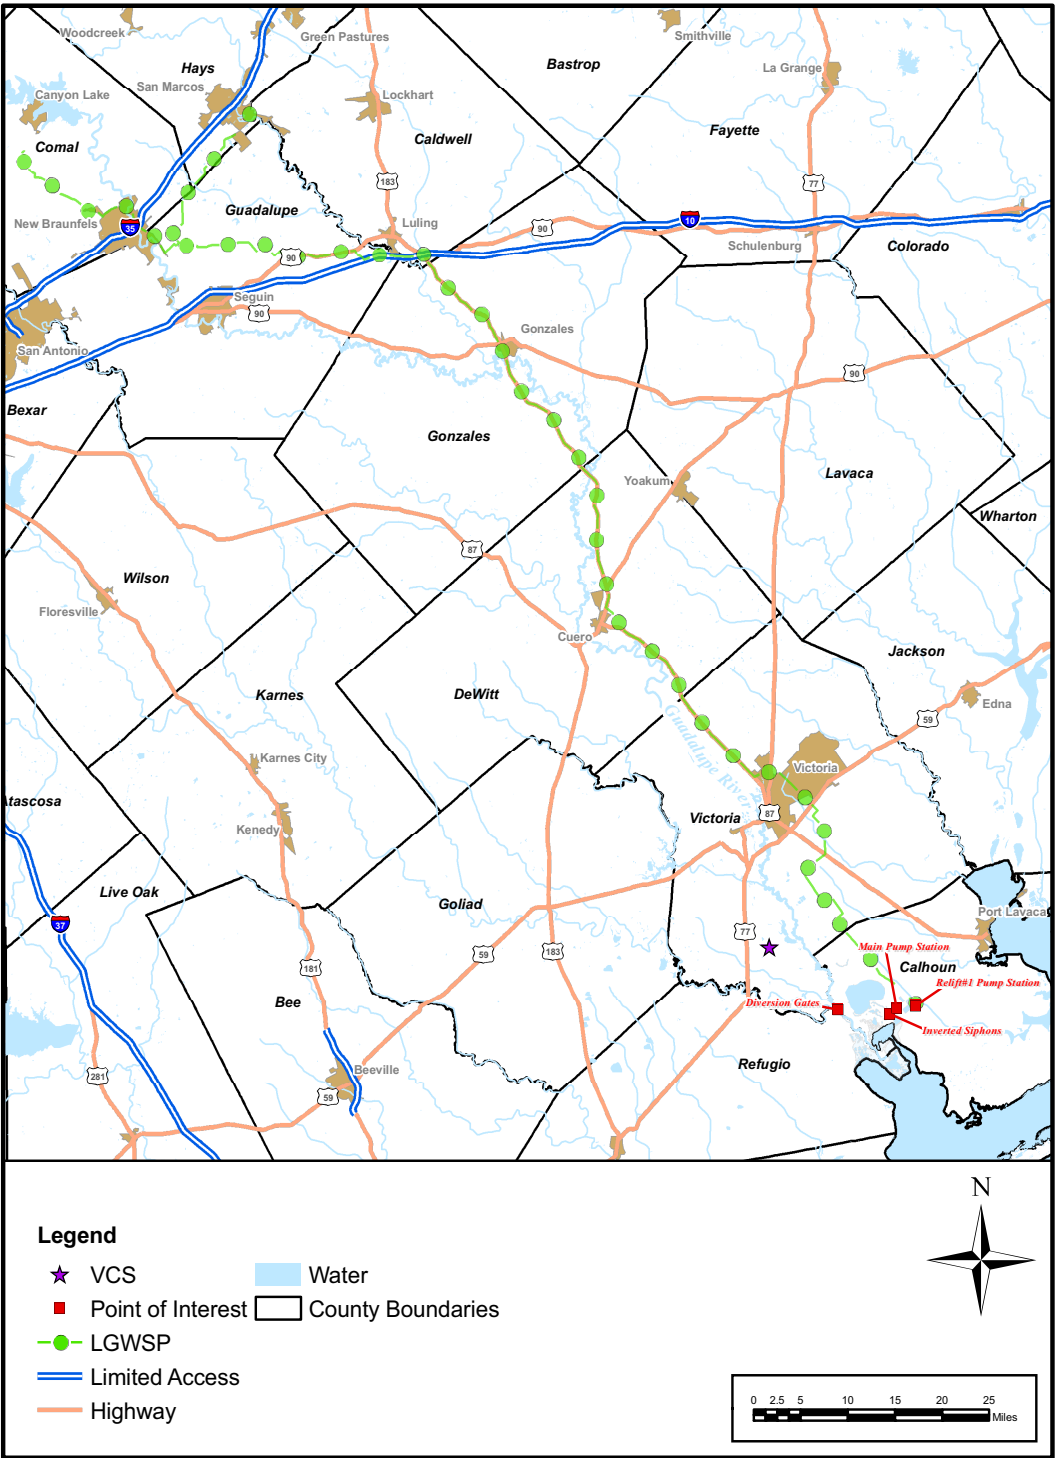 Woodcreek
Green Pastures
Smithville
Bastrop
La Grange
Hays
San Marcos
Canyon Lake
Lockhart
Fayette
Caldwell
Comal
183
77
Guadalupe
New Braunfels
35
Luling
90
10
Schulenburg
Colorado
90
Seguin
90
Gonzales
San Antonio
90
Bexar
Gonzales
Yoakum
Lavaca
Wharton
87
Wilson
Floresville
Cuero
Jackson
Karnes
DeWitt
Edna
Guadalupe River
59
Karnes City
Victoria
Atascosa
Kenedy
Victoria
87
Live Oak
Goliad
Port Lavaca
37
77
Main Pump Station
59
183
Calhoun
181
Relift#1 Pump Station
Bee
Diversion Gates
Inverted Siphons
Refugio
281
Beeville
59
N
Legend
VCS
Water
Point of Interest
County Boundaries
LGWSP
Limited Access
Highway
0 2.5 5 10 15 20 25
Miles